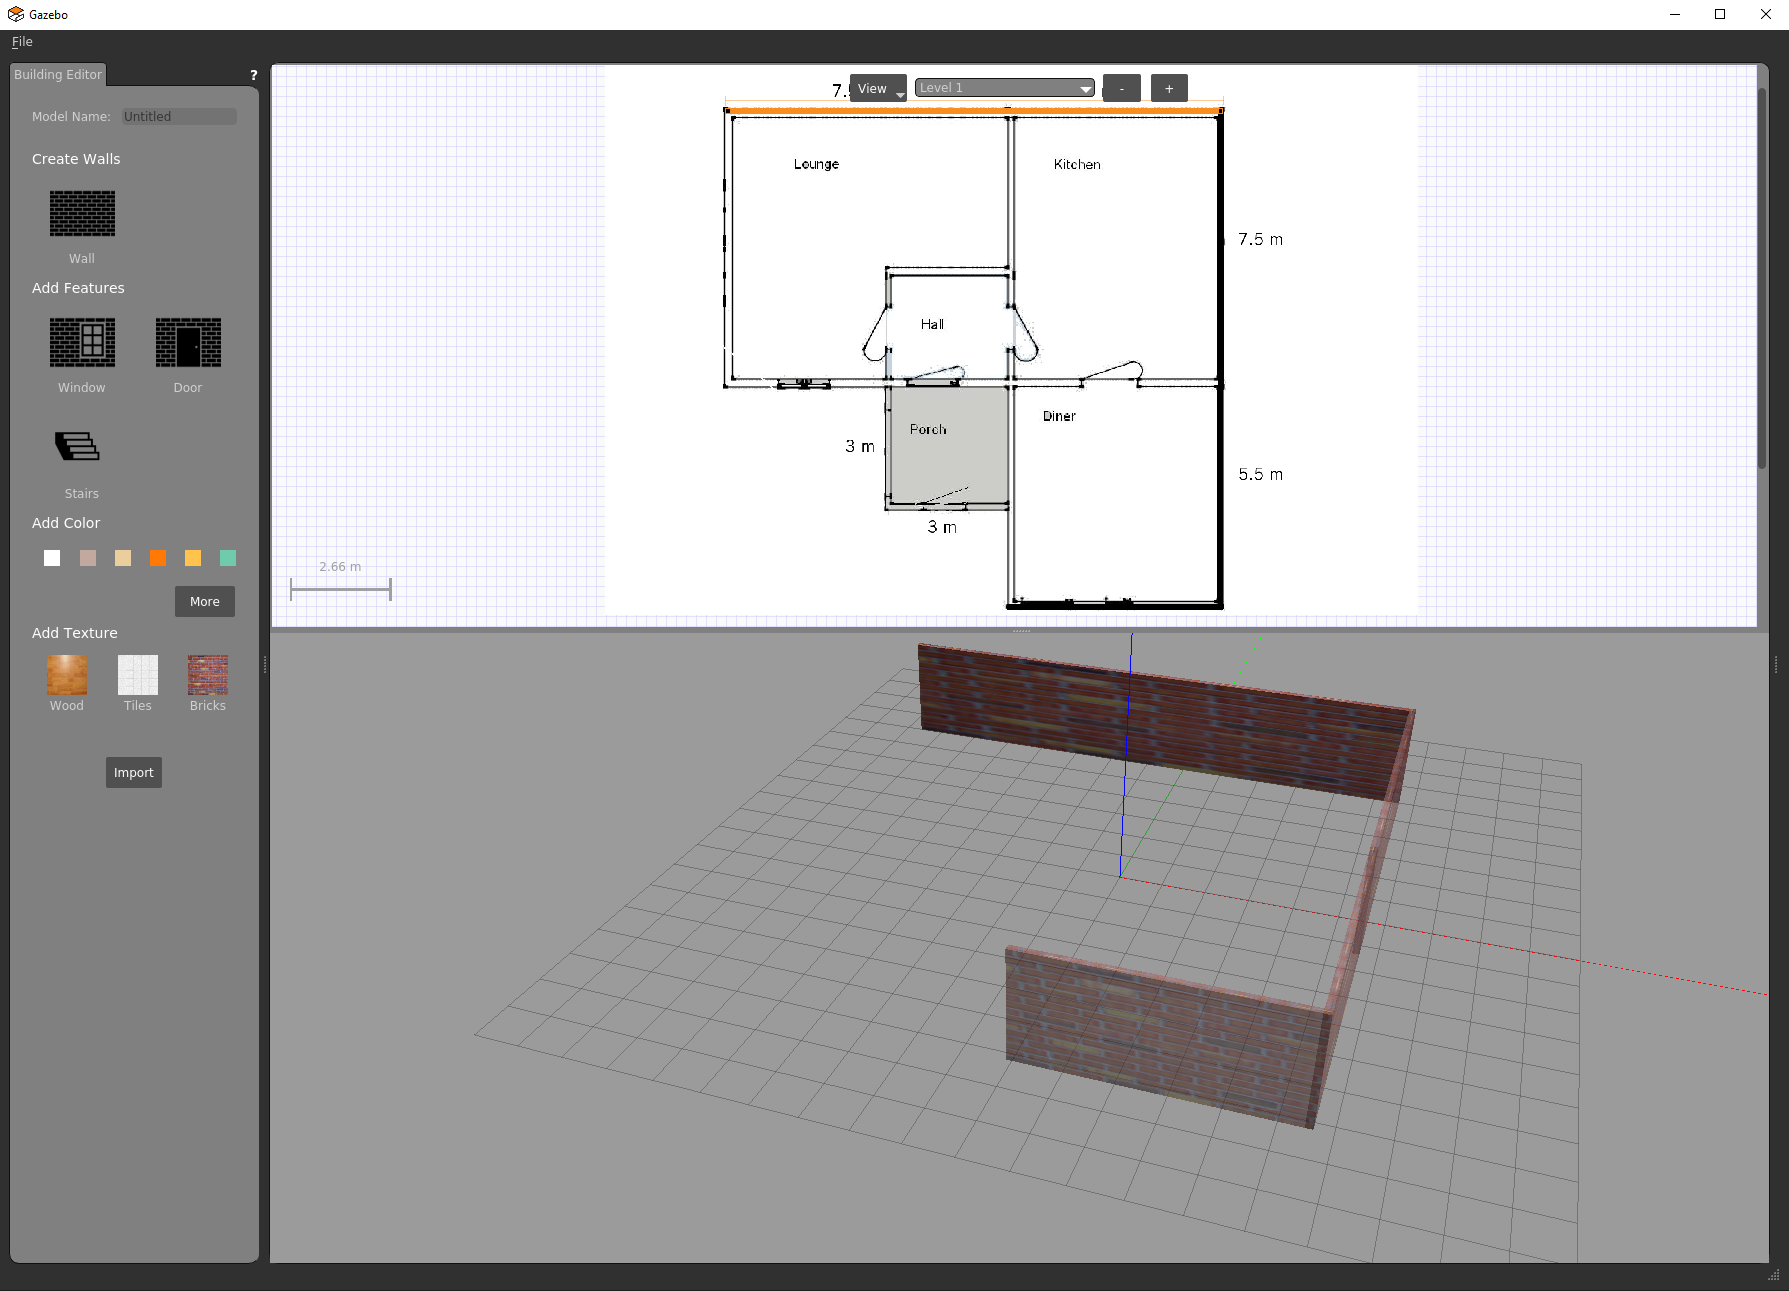 Gazebo
File
Building Editor
?
Model Name: Untitled
Create Walls
Wall
Add Features
Window
Door
Stairs
Add Color
More
Add Texture
Wood
Tiles
Bricks
Import
View
Level 1
-
+
Lounge
Kitchen
7.5 m
Hall
Diner
Porch
3 m
5.5 m
3 m
2.66 m